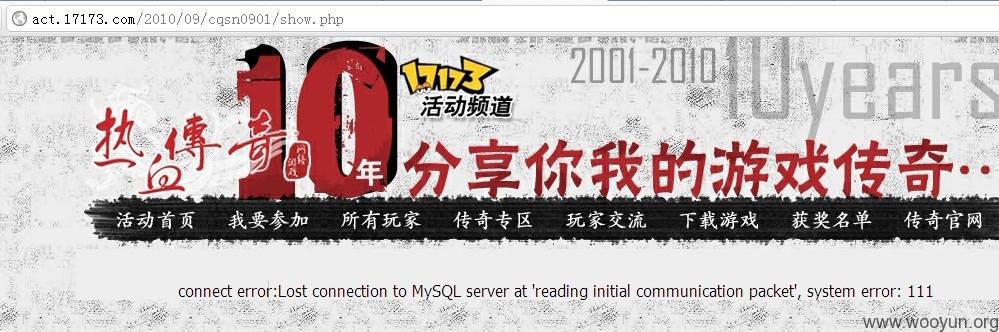 act.17173.com/2010/09/cqsn0901/show.php
2001-2010 10years
17173
活动频道
热血傳奇
网络游戏
10年 分享你我的游戏传奇··
活动首页 我要参加 所有玩家 传奇专区 玩家交流 下载游戏 获奖名单 传奇官网
connect error:Lost connection to MySQL server at 'reading initial communication packet', system error: 111
www.wooyun.org